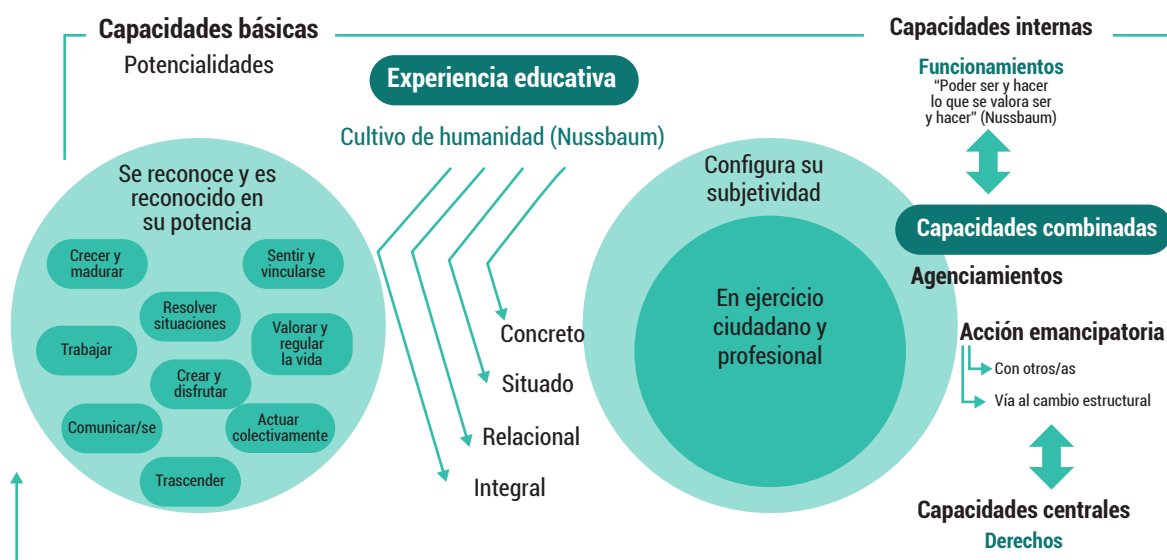 Capacidades básicas
Potencialidades
Experiencia educativa
Cultivo de humanidad (Nussbaum)
Capacidades internas
Funcionamientos
“Poder ser y hacer
lo que se valora ser
y hacer” (Nussbaum)
Se reconoce y es
reconocido en
su potencia
Crecer y
madurar
Sentir y
vincularse
Resolver
situaciones
Trabajar
Valorar y
regular
la vida
Crear y
disfrutar
Comunicar/se
Actuar
colectivamente
Trascender
Concreto
Situado
Relacional
Integral
Configura su
subjetividad
En ejercicio
ciudadano y
profesional
Capacidades combinadas
Agenciamientos
Acción emancipatoria
Con otros/as
Vía al cambio estructural
Capacidades centrales
Derechos